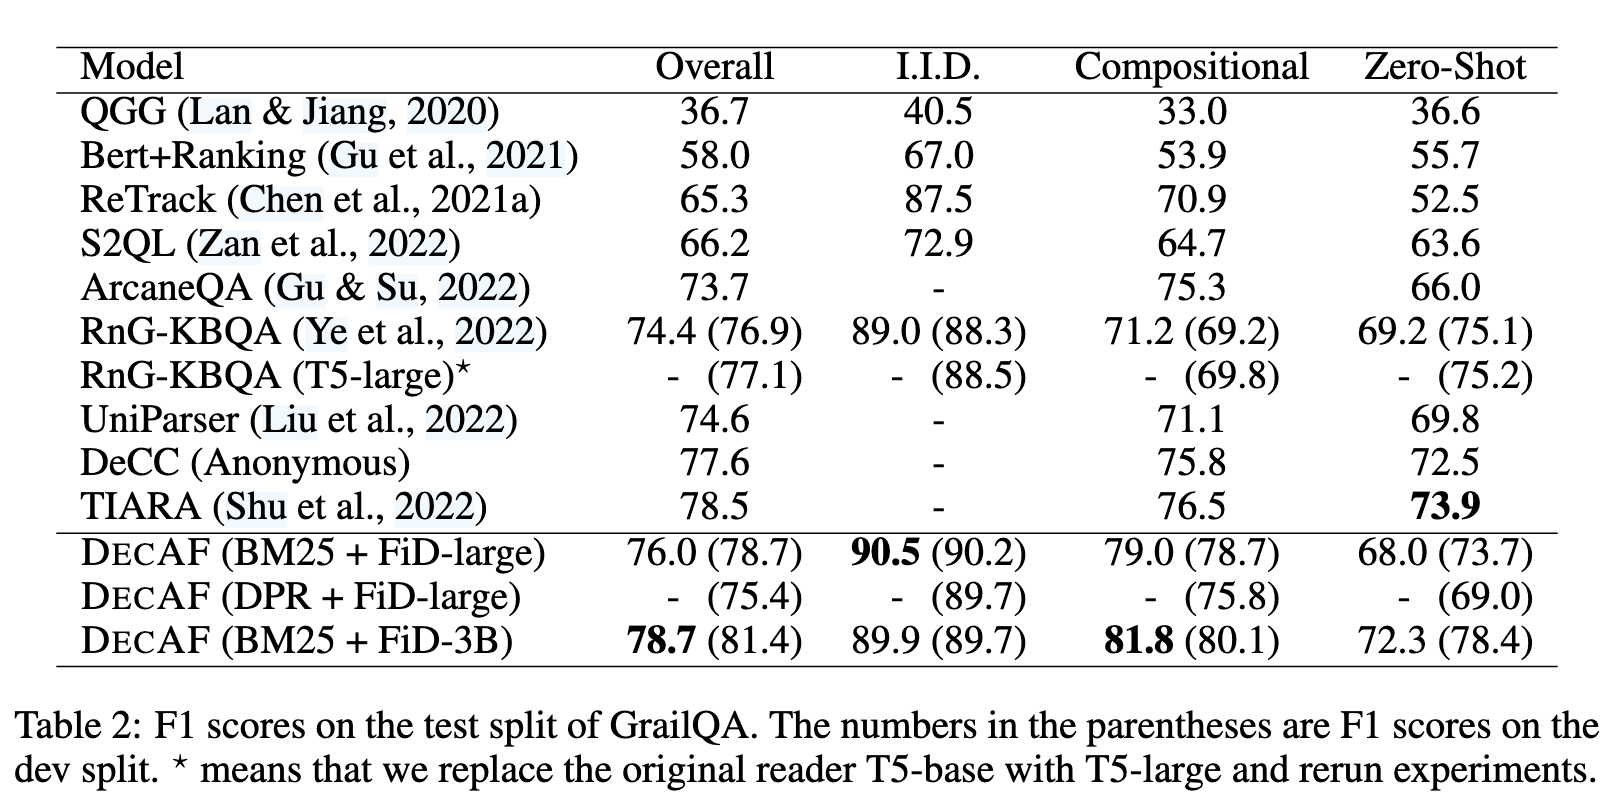 Model Overall I.I.D. Compositional Zero-Shot
QGG (Lan & Jiang, 2020) 36.7 40.5 33.0 36.6
Bert+Ranking (Gu et al., 2021) 58.0 67.0 53.9 55.7
ReTrack (Chen et al., 2021a) 65.3 87.5 70.9 52.5
S2QL (Zan et al., 2022) 66.2 72.9 64.7 63.6
ArcaneQA (Gu & Su, 2022) 73.7 - 75.3 66.0
RnG-KBQA (Ye et al., 2022) 74.4 (76.9) 89.0 (88.3) 71.2 (69.2) 69.2 (75.1)
RnG-KBQA (T5-large)⋆ - (77.1) - (88.5) - (69.8) - (75.2)
UniParser (Liu et al., 2022) 74.6 - 71.1 69.8
DeCC (Anonymous) 77.6 - 75.8 72.5
TIARA (Shu et al., 2022) 78.5 - 76.5 73.9
DECAF (BM25 + FiD-large) 76.0 (78.7) 90.5 (90.2) 79.0 (78.7) 68.0 (73.7)
DECAF (DPR + FiD-large) - (75.4) - (89.7) - (75.8) - (69.0)
DECAF (BM25 + FiD-3B) 78.7 (81.4) 89.9 (89.7) 81.8 (80.1) 72.3 (78.4)
Table 2: F1 scores on the test split of GrailQA. The numbers in the parentheses are F1 scores on the
dev split. ⋆ means that we replace the original reader T5-base with T5-large and rerun experiments.